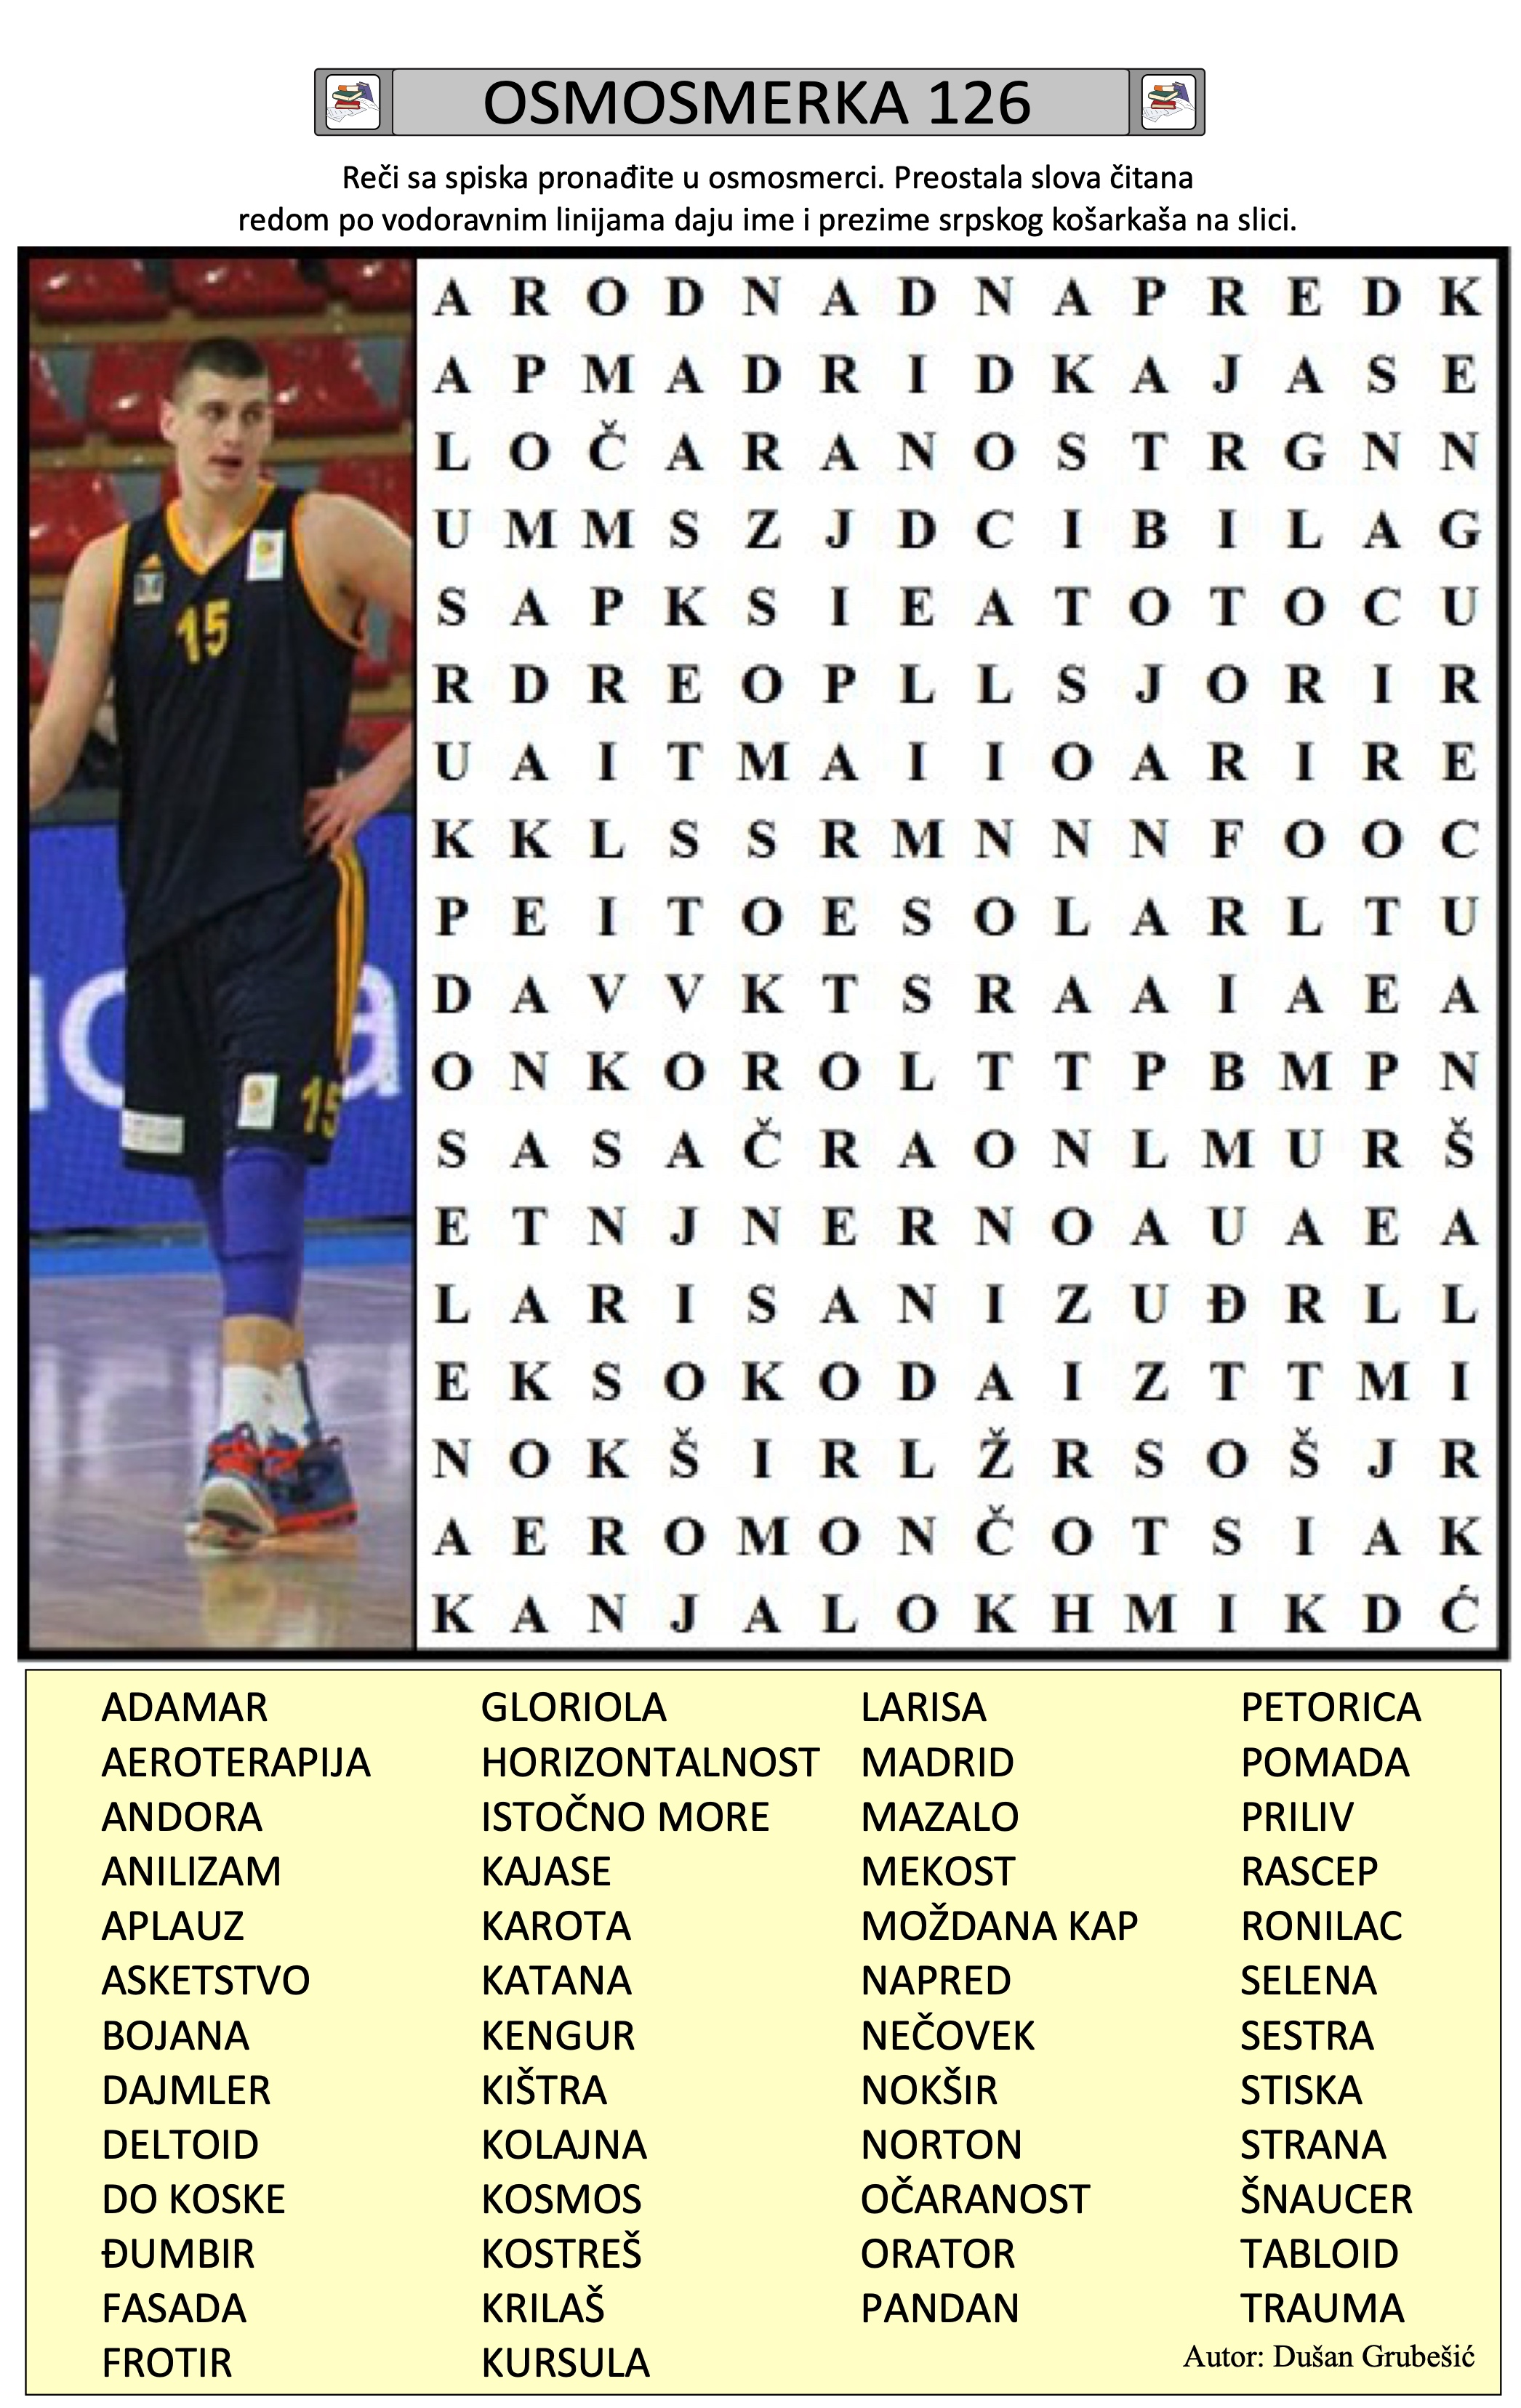 OSMOSMERKA 126
Reči sa spiska pronađite u osmosmerci. Preostala slova čitana
redom po vodoravnim linijama daju ime i prezime srpskog košarkaša na slici.
A R O D N A D N A P R E D K
A P M A D R I D K A J A S E
L O Č A R A N O S T R G N N
U M M S Z J D C I B I L A G
S A P K S I E A T O T O C U
R D R E O P L L S J O R I R
U A I T M A I I O A R I R E
K K L S S R M N N N F O O C
P E I T O E S O L A R L T U
D A V V K T S R A A I A E A
O N K O R O L T T P B M P N
S A S A Č R A O N L M U R Š
E T N J N E R N O A U A E A
L A R I S A N I Z U Đ R L L
E K S O K O D A I Z T T M I
N O K Š I R L Ž R S O Š J R
A E R O M O N Č O T S I A K
K A N J A L O K H M I K D Ć
15
15
ADAMAR GLORIOLA LARISA PETORICA
AEROTERAPIJA HORIZONTALNOST MADRID POMADA
ANDORA ISTOČNO MORE MAZALO PRILIV
ANILIZAM KAJASE MEKOST RASCEP
APLAUZ KAROTA MOŽDANA KAP RONILAC
ASKETSTVO KATANA NAPRED SELENA
BOJANA KENGUR NEČOVEK SESTRA
DAJMLER KIŠTRA NOKŠIR STISKA
DELTOID KOLAJNA NORTON STRANA
DO KOSKE KOSMOS OČARANOST ŠNAUCER
ĐUMBIR KOSTREŠ ORATOR TABLOID
FASADA KRILAŠ PANDAN TRAUMA
FROTIR KURSULA
Autor: Dušan Grubešić